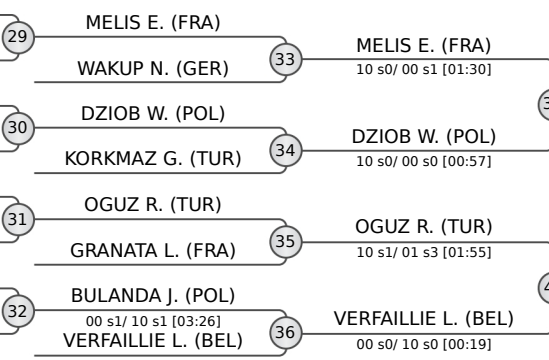 MELIS E. (FRA)
29
WAKUP N. (GER)
33
MELIS E. (FRA)
10 s0/ 00 s1 [01:30]
DZIOB W. (POL)
30
KORKMAZ G. (TUR)
34
DZIOB W. (POL)
10 s0/ 00 s0 [00:57]
OGUZ R. (TUR)
31
GRANATA L. (FRA)
35
OGUZ R. (TUR)
10 s1/ 01 s3 [01:55]
BULANDA J. (POL)
32
00 s1/ 10 s1 [03:26]
VERFAILLIE L. (BEL)
36
VERFAILLIE L. (BEL)
00 s0/ 10 s0 [00:19]